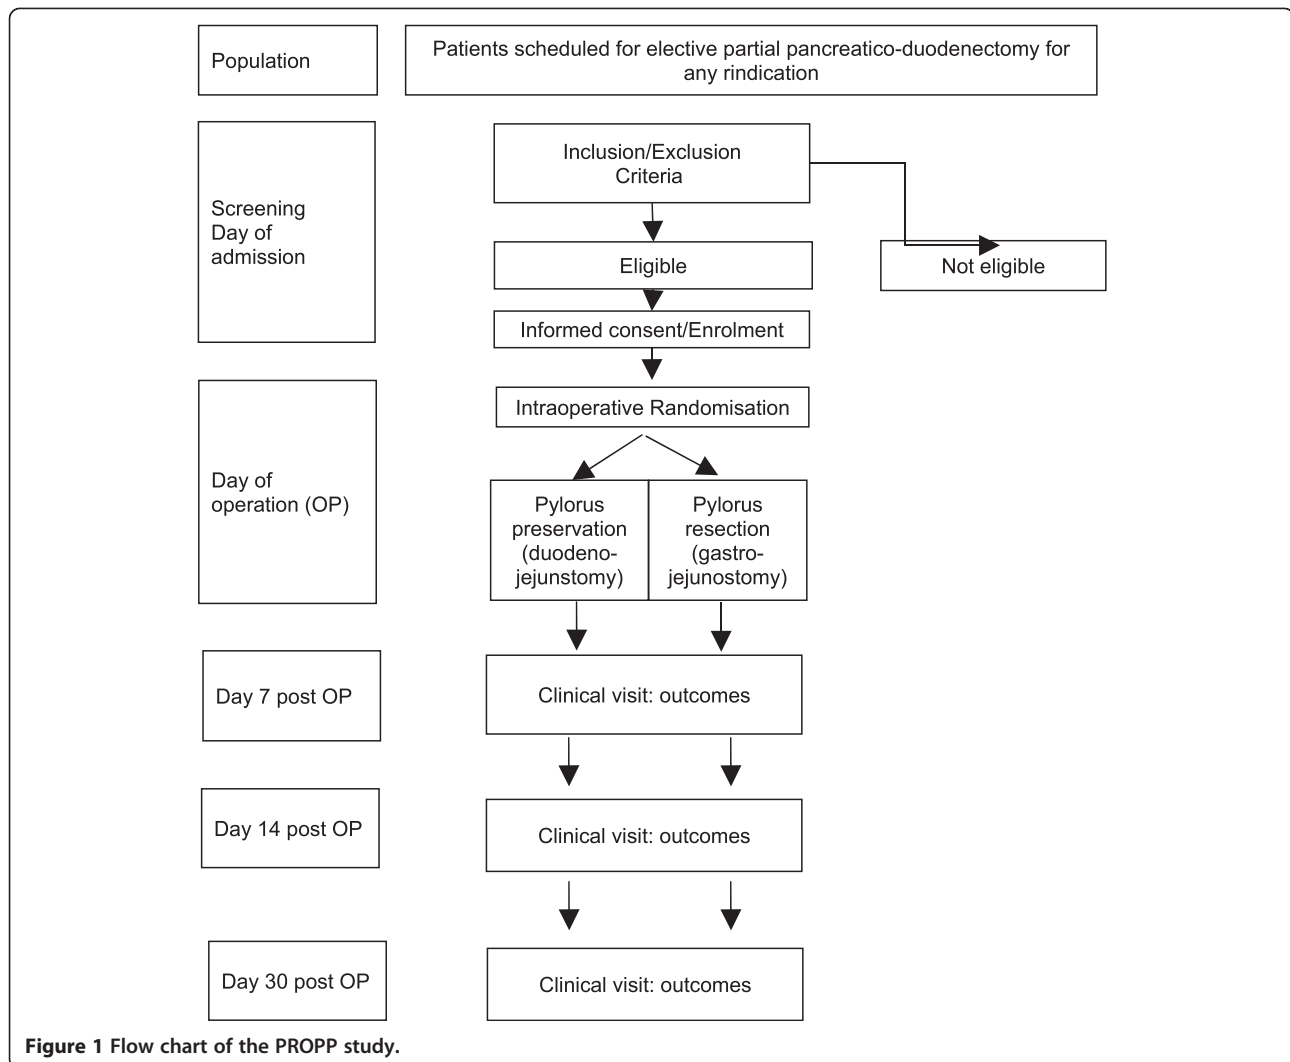 Population
Patients scheduled for elective partial pancreatico-duodenectomy for
any rindication
Screening
Day of
admission
Inclusion/Exclusion
Criteria
Eligible
Not eligible
Informed consent/Enrolment
Day of
operation (OP)
Intraoperative Randomisation
Pylorus
preservation
(duodeno-
jejunstomy)
Pylorus
resection
(gastro-
jejunostomy)
Day 7 post OP
Clinical visit: outcomes
Day 14 post OP
Clinical visit: outcomes
Day 30 post OP
Clinical visit: outcomes
Figure 1 Flow chart of the PROPP study.